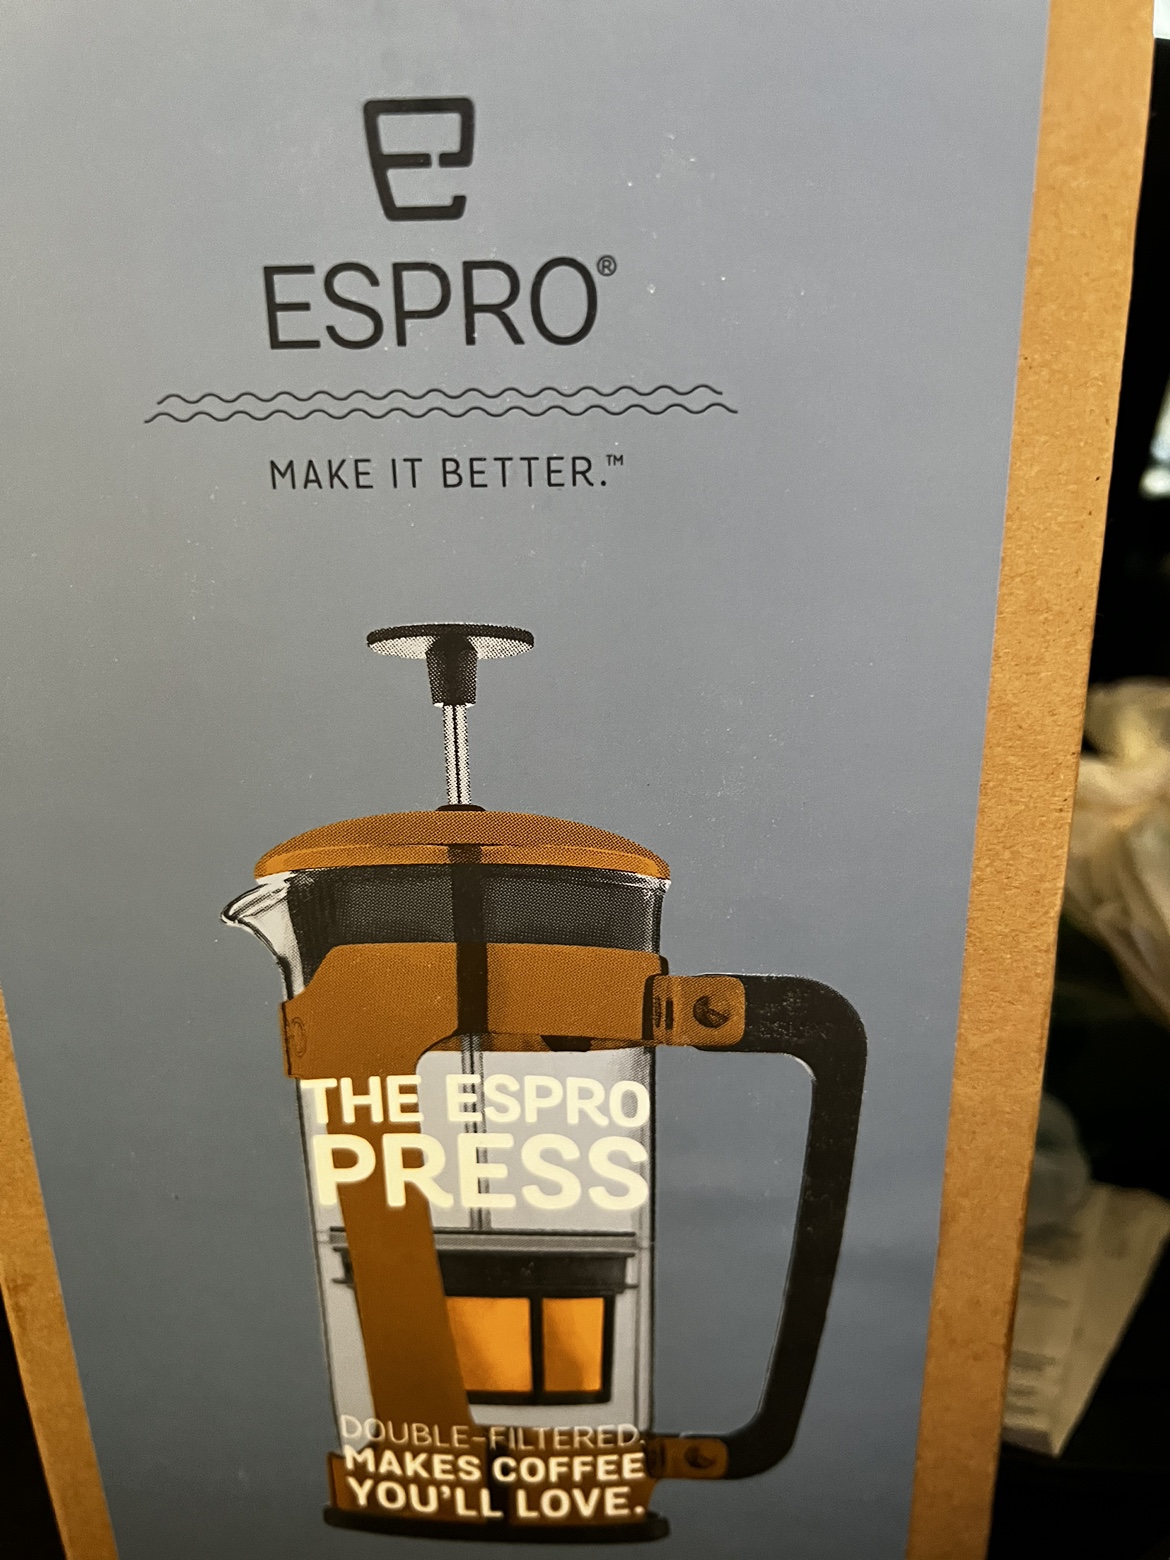 ESPRO®
MAKE IT BETTER.™
THE ESPRO
PRESS
DOUBLE-FILTERED.
MAKES COFFEE
YOU'LL LOVE.